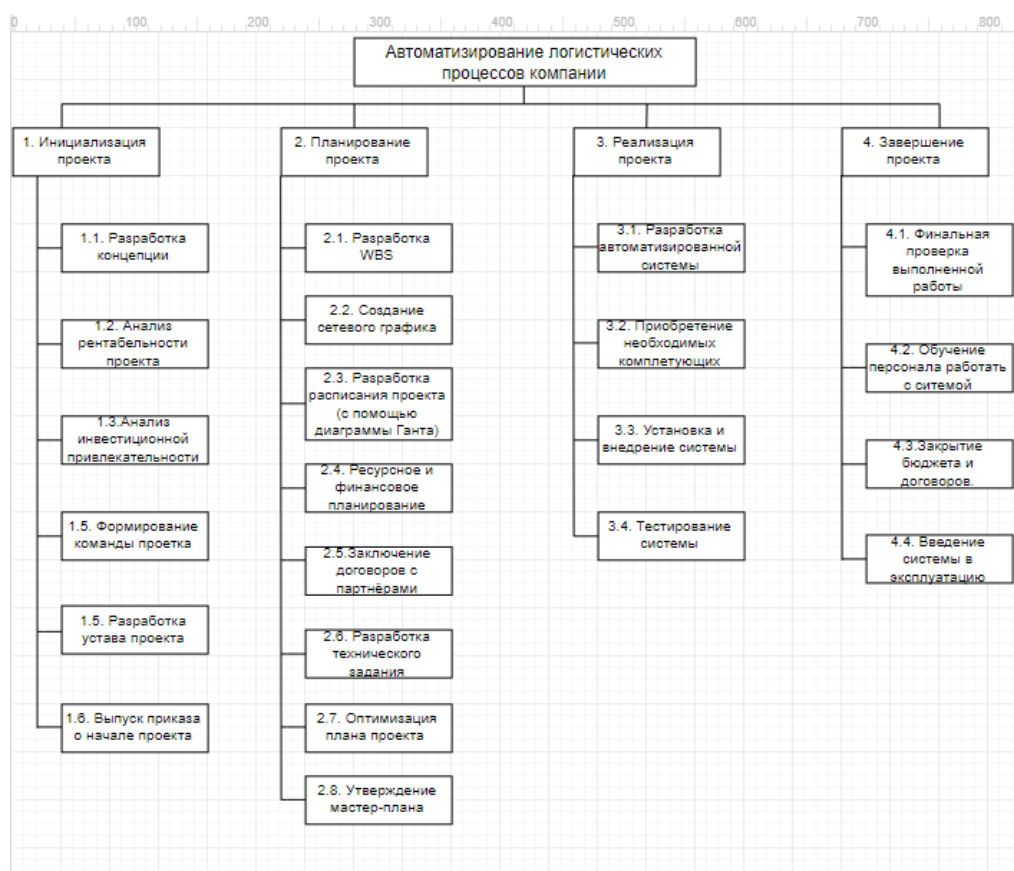 0 100 200 300 400 500 600 700 800
Автоматизирование логистических
процессов компании
1. Инициализация
проекта
1.1. Разработка
концепции
1.2. Анализ
рентабельности
проекта
1.3.Анализ
инвестиционной
привлекательности
1.5. Формирование
команды проетка
1.5. Разработка
устава проекта
1.6. Выпуск приказа
о начале проекта
2. Планирование
проекта
2.1. Разработка
WBS
2.2. Создание
сетевого графика
2.3. Разработка
расписания проекта
(с помощью
диаграммы Ганта)
2.4. Ресурсное и
финансовое
планирование
2.5.Заключение
договоров с
партнёрами
2.6. Разработка
технического
задания
2.7. Оптимизация
плана проекта
2.8. Утверждение
мастер-плана
3. Реализация
проекта
3.1. Разработка
автоматизированной
системы
3.2. Приобретение
необходимых
комплетующих
3.3. Установка и
внедрение системы
3.4. Тестирование
системы
4. Завершение
проекта
4.1. Финальная
проверка
выполненной
работы
4.2. Обучение
персонала работать
с ситемой
4.3.Закрытие
бюджета и
договоров.
4.4. Введение
системы в
эксплуатацию